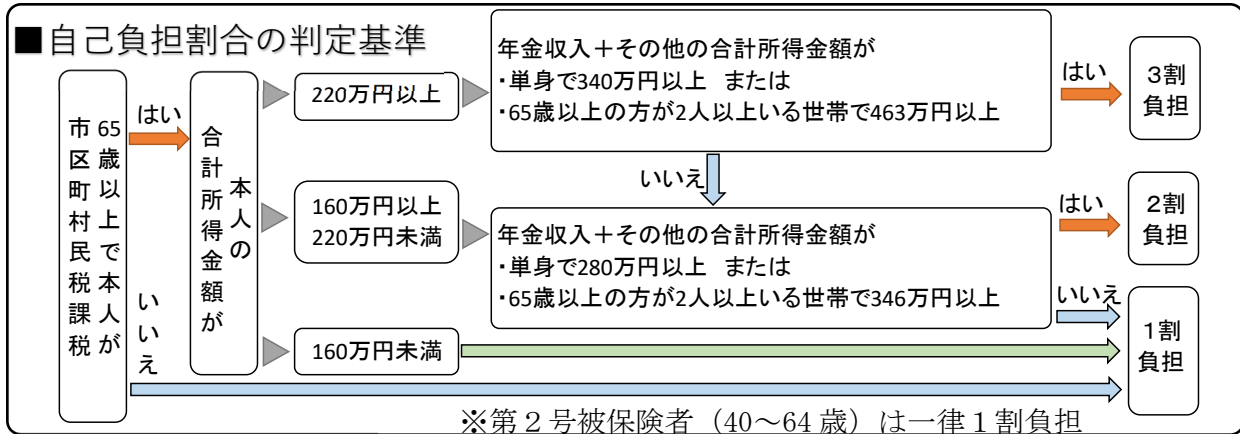 ■自己負担割合の判定基準
65歳以上で本人が
市区町村民税課税
はい
いいえ
本人の
合計所得金額が
220万円以上
年金収入＋その他の合計所得金額が
・単身で340万円以上　または
・65歳以上の方が2人以上いる世帯で463万円以上
はい
3割
負担
いいえ
160万円以上
220万円未満
年金収入＋その他の合計所得金額が
・単身で280万円以上　または
・65歳以上の方が2人以上いる世帯で346万円以上
はい
2割
負担
いいえ
160万円未満
1割
負担
※第２号被保険者（40～64 歳）は一律１割負担